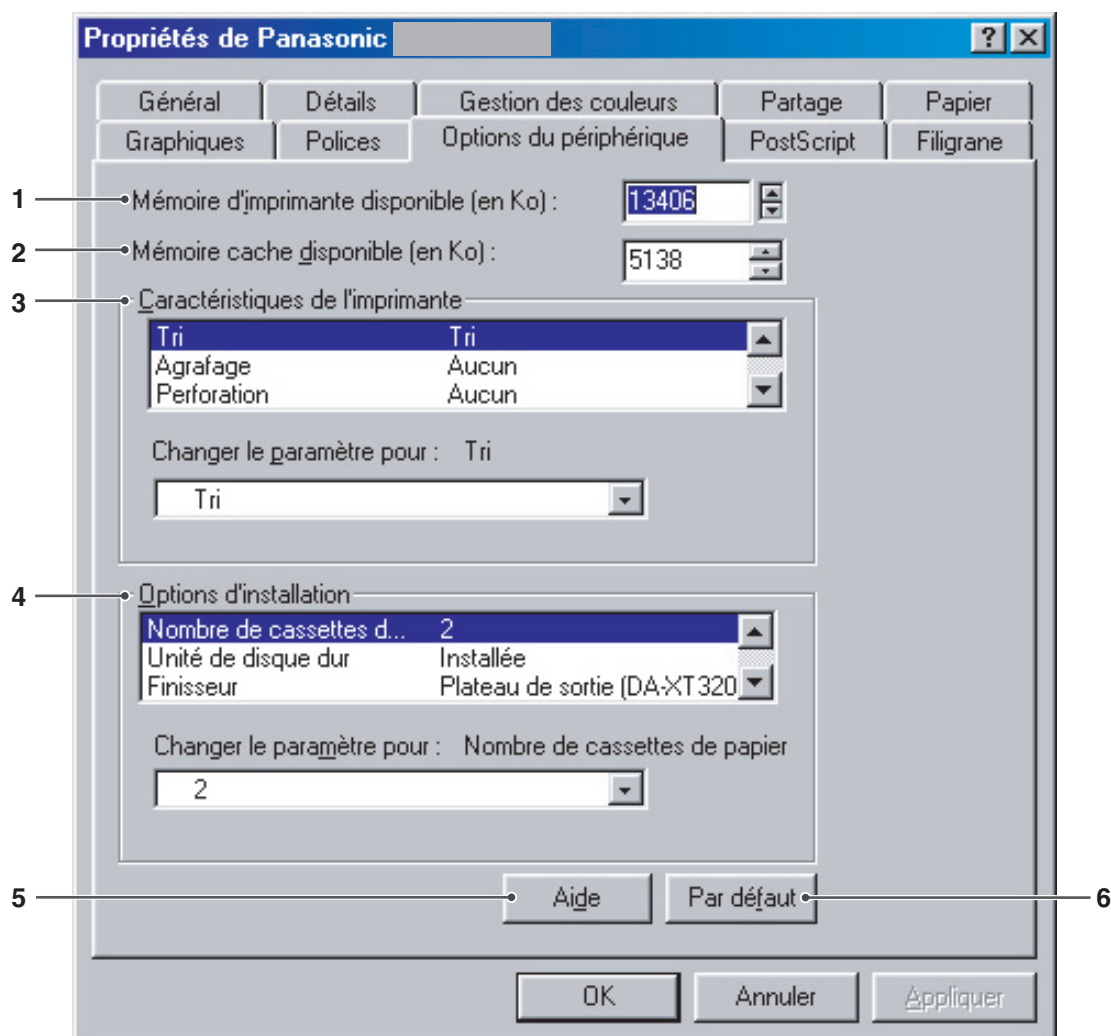 Propriétés de Panasonic
Général Détails Gestion des couleurs Partage Papier
Graphiques Polices Options du périphérique PostScript Filigrane
1 Mémoire d'imprimante disponible (en Ko) : 13406
2 Mémoire cache disponible (en Ko) : 5138
3 Caractéristiques de l'imprimante
Tri Tri
Agrafage Aucun
Perforation Aucun
Changer le paramètre pour : Tri
Tri
4 Options d'installation
Nombre de cassettes d... 2
Unité de disque dur Installée
Finisseur Plateau de sortie (DA-XT320
Changer le paramètre pour : Nombre de cassettes de papier
2
5 Aide Par défaut 6
OK Annuler Appliquer